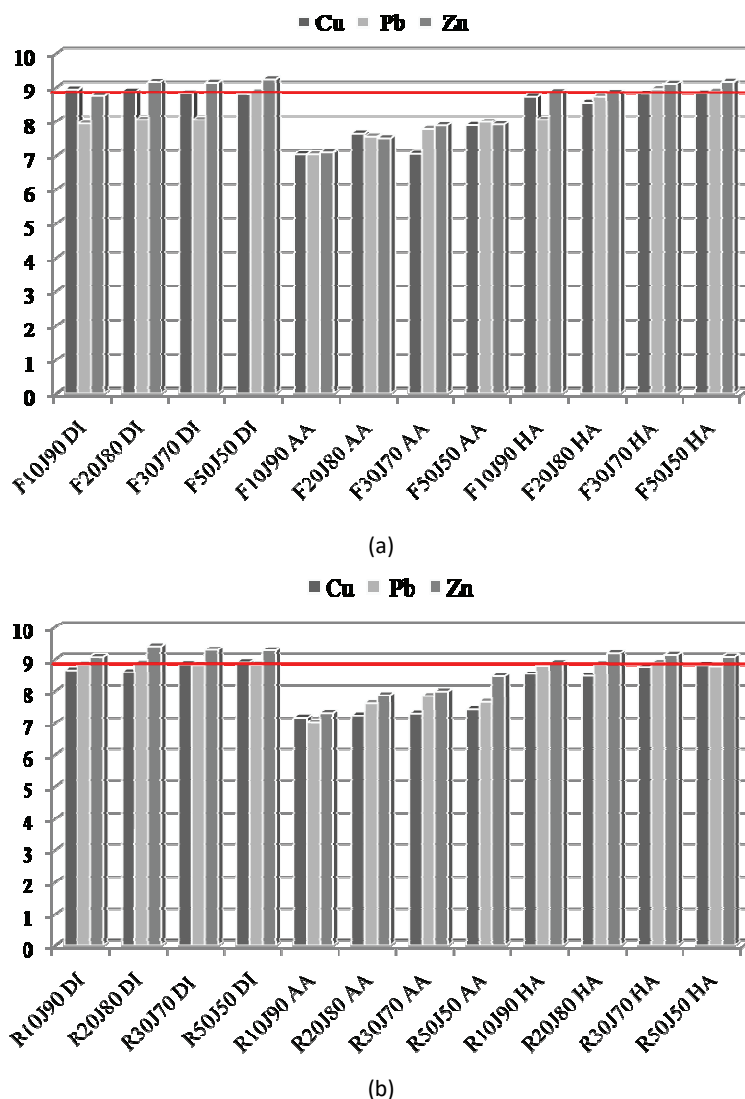 Cu Pb Zn
10
9
8
7
6
5
4
3
2
1
0
F10J90 DI
F20J80 DI
F30J70 DI
F50J50 DI
F10J90 AA
F20J80 AA
F30J70 AA
F50J50 AA
F10J90 HA
F20J80 HA
F30J70 HA
F50J50 HA
(a)
Cu Pb Zn
10
9
8
7
6
5
4
3
2
1
0
R10J90 DI
R20J80 DI
R30J70 DI
R50J50 DI
R10J90 AA
R20J80 AA
R30J70 AA
R50J50 AA
R10J90 HA
R20J80 HA
R30J70 HA
R50J50 HA
(b)